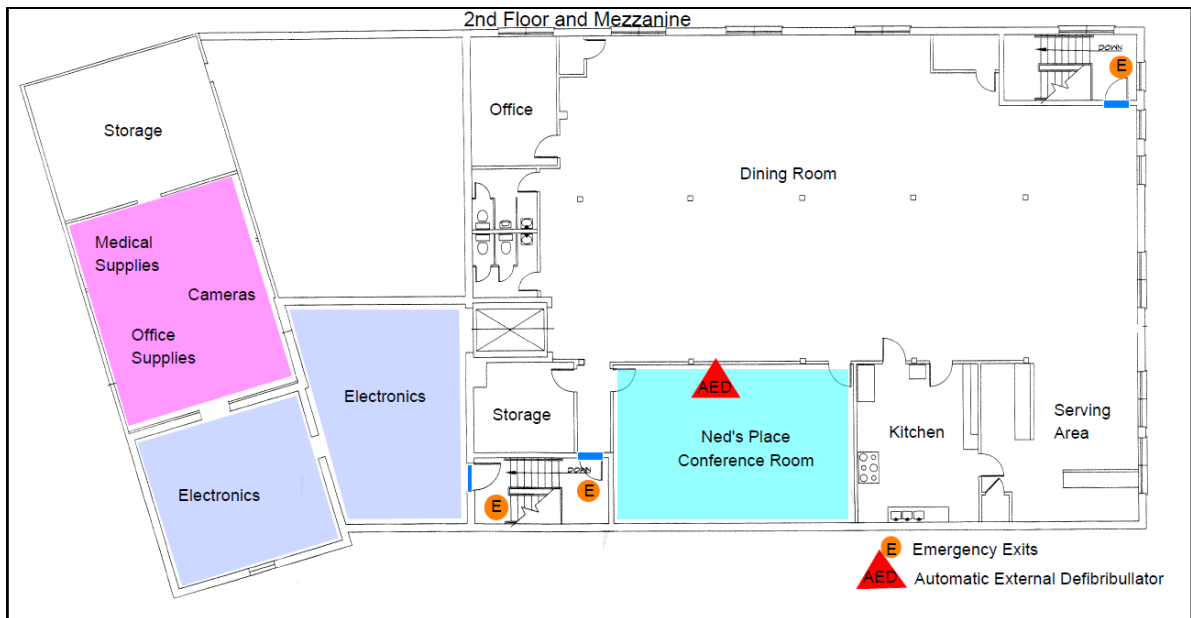 2nd Floor and Mezzanine
DOWN
E
Storage
Office
Dining Room
Medical
Supplies
Cameras
Office
Supplies
AED
Electronics
Storage
Ned's Place
Conference Room
Kitchen
Serving
Area
DOWN
E
E
Electronics
E Emergency Exits
AED Automatic External Defibribullator